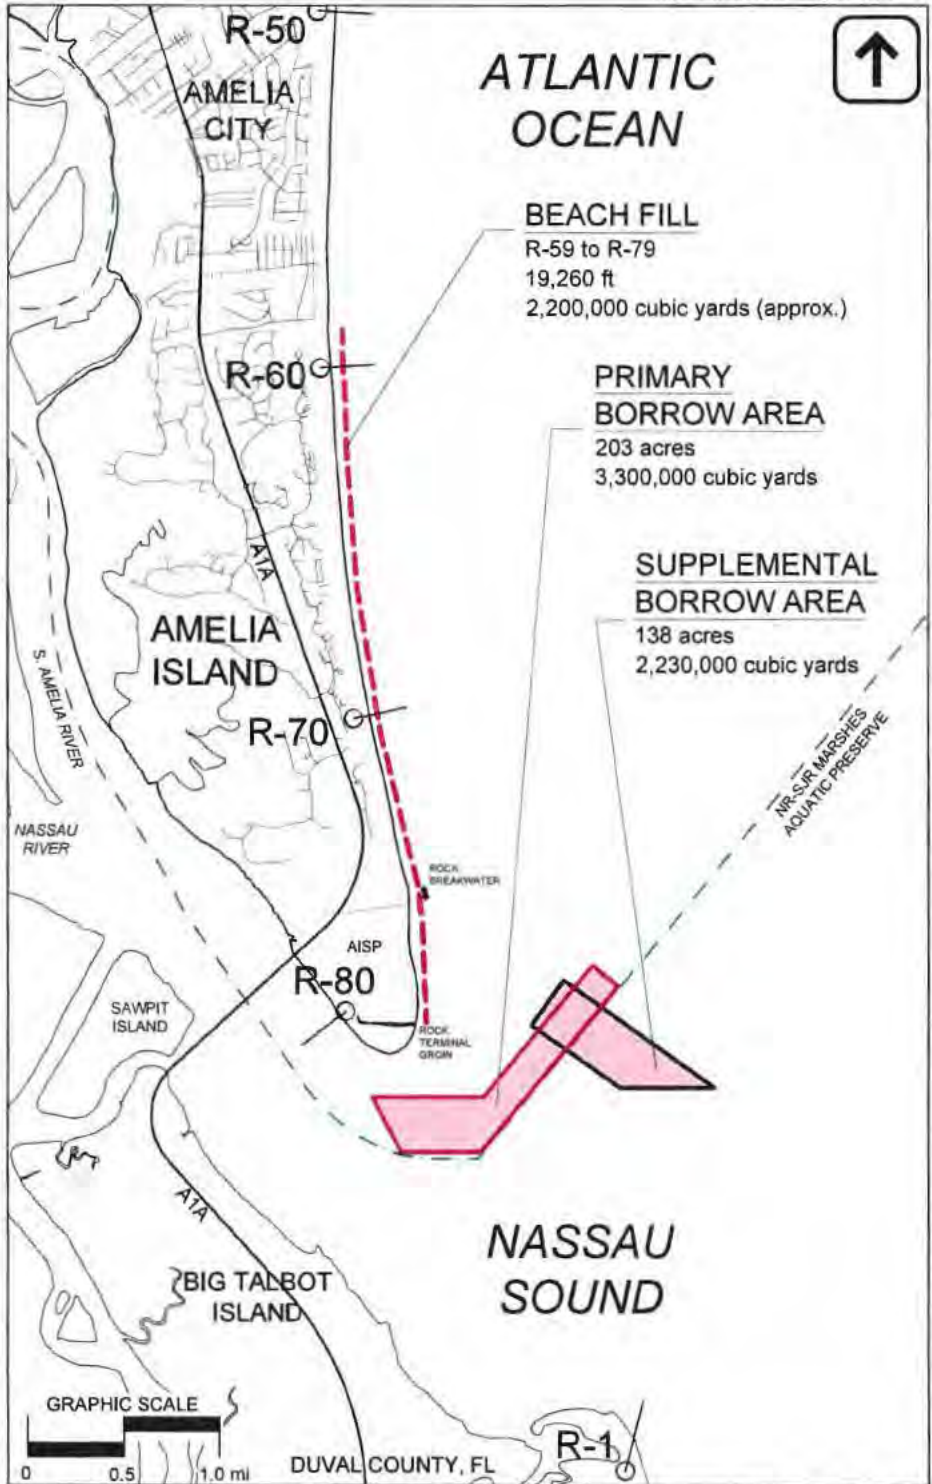 R-50
AMELIA
CITY
ATLANTIC
OCEAN
BEACH FILL
R-59 to R-79
19,260 ft
2,200,000 cubic yards (approx.)
R-60
PRIMARY
BORROW AREA
203 acres
3,300,000 cubic yards
A1A
SUPPLEMENTAL
BORROW AREA
138 acres
2,230,000 cubic yards
AMELIA
ISLAND
S. AMELIA RIVER
R-70
NR-SJR MARSHES
AQUATIC PRESERVE
NASSAU
RIVER
ROCK
BREAKWATER
AISP
R-80
SAWPIT
ISLAND
ROCK
TERMINAL
GROIN
A1A
NASSAU
SOUND
BIG TALBOT
ISLAND
GRAPHIC SCALE
0 0.5 1.0 mi
DUVAL COUNTY, FL
R-1